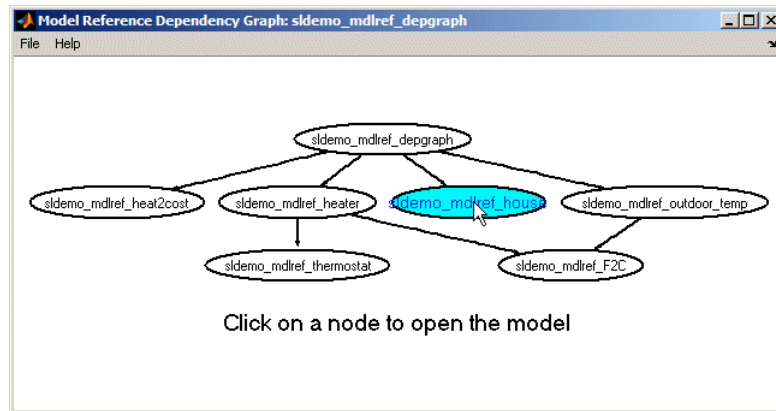 Model Reference Dependency Graph: sldemo_mdlref_depgraph
File Help
sldemo_mdlref_depgraph
sldemo_mdlref_heat2cost sldemo_mdlref_heater sldemo_mdlref_house sldemo_mdlref_outdoor_temp
sldemo_mdlref_thermostat sldemo_mdlref_F2C
Click on a node to open the model